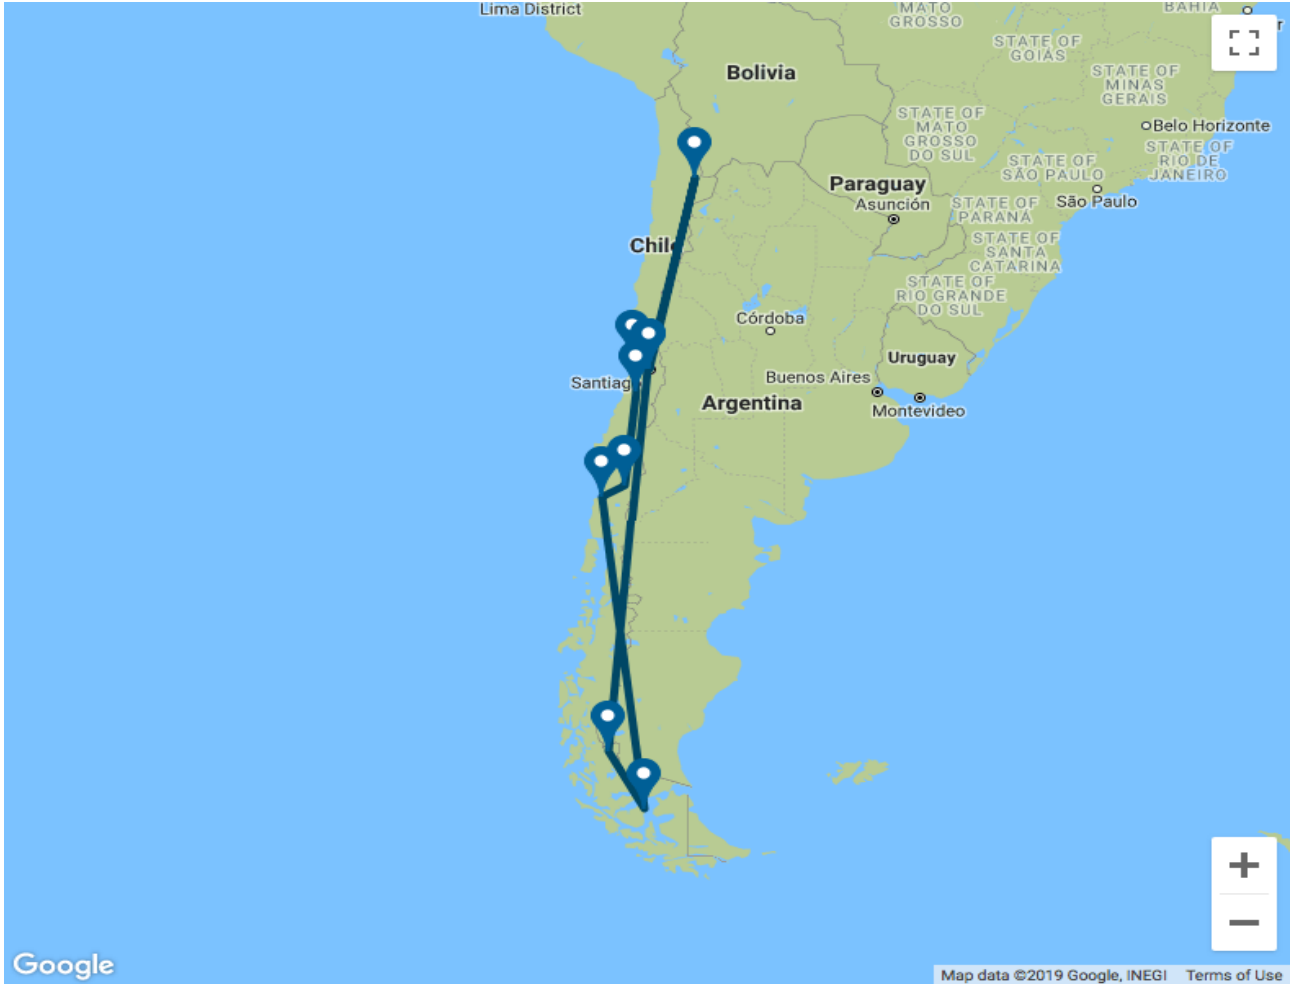 Lima District
MATO
GROSSO
BAHIA
STATE OF
GOIÁS
Bolivia
STATE OF
MINAS
GERAIS
STATE OF
MATO
GROSSO
DO SUL
Belo Horizonte
STATE OF
RIO DE
JANEIRO
STATE OF
SÃO PAULO
Paraguay
São Paulo
Asunción
STATE OF
PARANÁ
Chile
STATE OF
SANTA
CATARINA
STATE OF
RIO GRANDE
DO SUL
Córdoba
Uruguay
Santiag
Buenos Aires
Argentina
Montevideo
Google
Map data ©2019 Google, INEGI Terms of Use